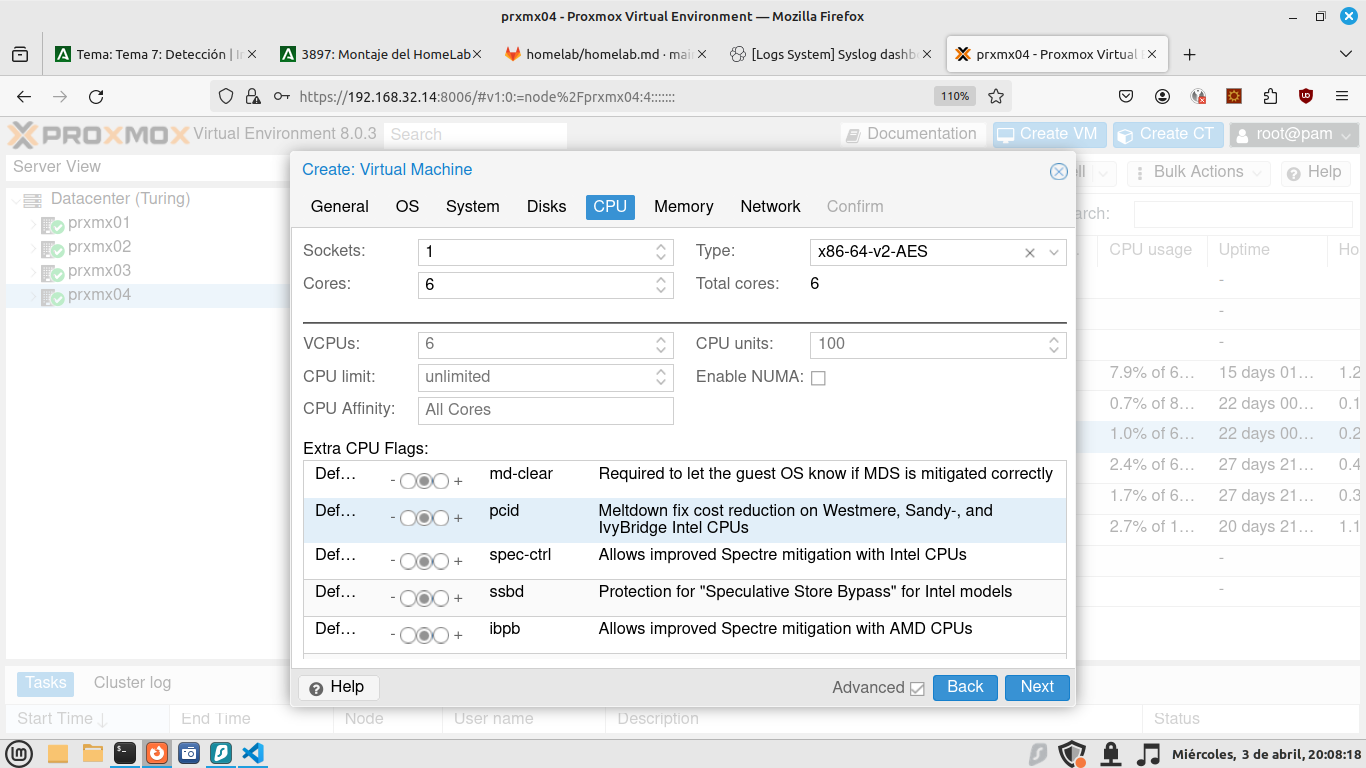 prxmx04 - Proxmox Virtual Environment — Mozilla Firefox
Tema: Tema 7: Detección | I
3897: Montaje del HomeLab
homelab/homelab.md · mai
[Logs System] Syslog dashb
prxmx04 - Proxmox Virtual
https://192.168.32.14:8006/#v1:0:=node%2Fprxmx04:4:::::::
110%
PROXMOX Virtual Environment 8.0.3
Search
Documentation
Create VM
Create CT
root@pam
Server View
Bulk Actions
Help
Datacenter (Turing)
prxmx01
prxmx02
prxmx03
prxmx04
CPU usage
Uptime
7.9% of 6… 15 days 01… 1.2
0.7% of 8… 22 days 00… 0.1
1.0% of 6… 22 days 00… 0.2
2.4% of 6… 27 days 21… 0.4
1.7% of 6… 27 days 21… 0.3
2.7% of 1… 20 days 21… 1.1
Create: Virtual Machine
General OS System Disks CPU Memory Network Confirm
Sockets: 1 Type: x86-64-v2-AES
Cores: 6 Total cores: 6
VCPUs: 6 CPU units: 100
CPU limit: unlimited Enable NUMA:
CPU Affinity: All Cores
Extra CPU Flags:
Def… - + md-clear Required to let the guest OS know if MDS is mitigated correctly
Def… - + pcid Meltdown fix cost reduction on Westmere, Sandy-, and
IvyBridge Intel CPUs
Def… - + spec-ctrl Allows improved Spectre mitigation with Intel CPUs
Def… - + ssbd Protection for "Speculative Store Bypass" for Intel models
Def… - + ibpb Allows improved Spectre mitigation with AMD CPUs
Help Advanced Back Next
Tasks Cluster log
Start Time End Time Node User name Description Status
Miércoles, 3 de abril, 20:08:18